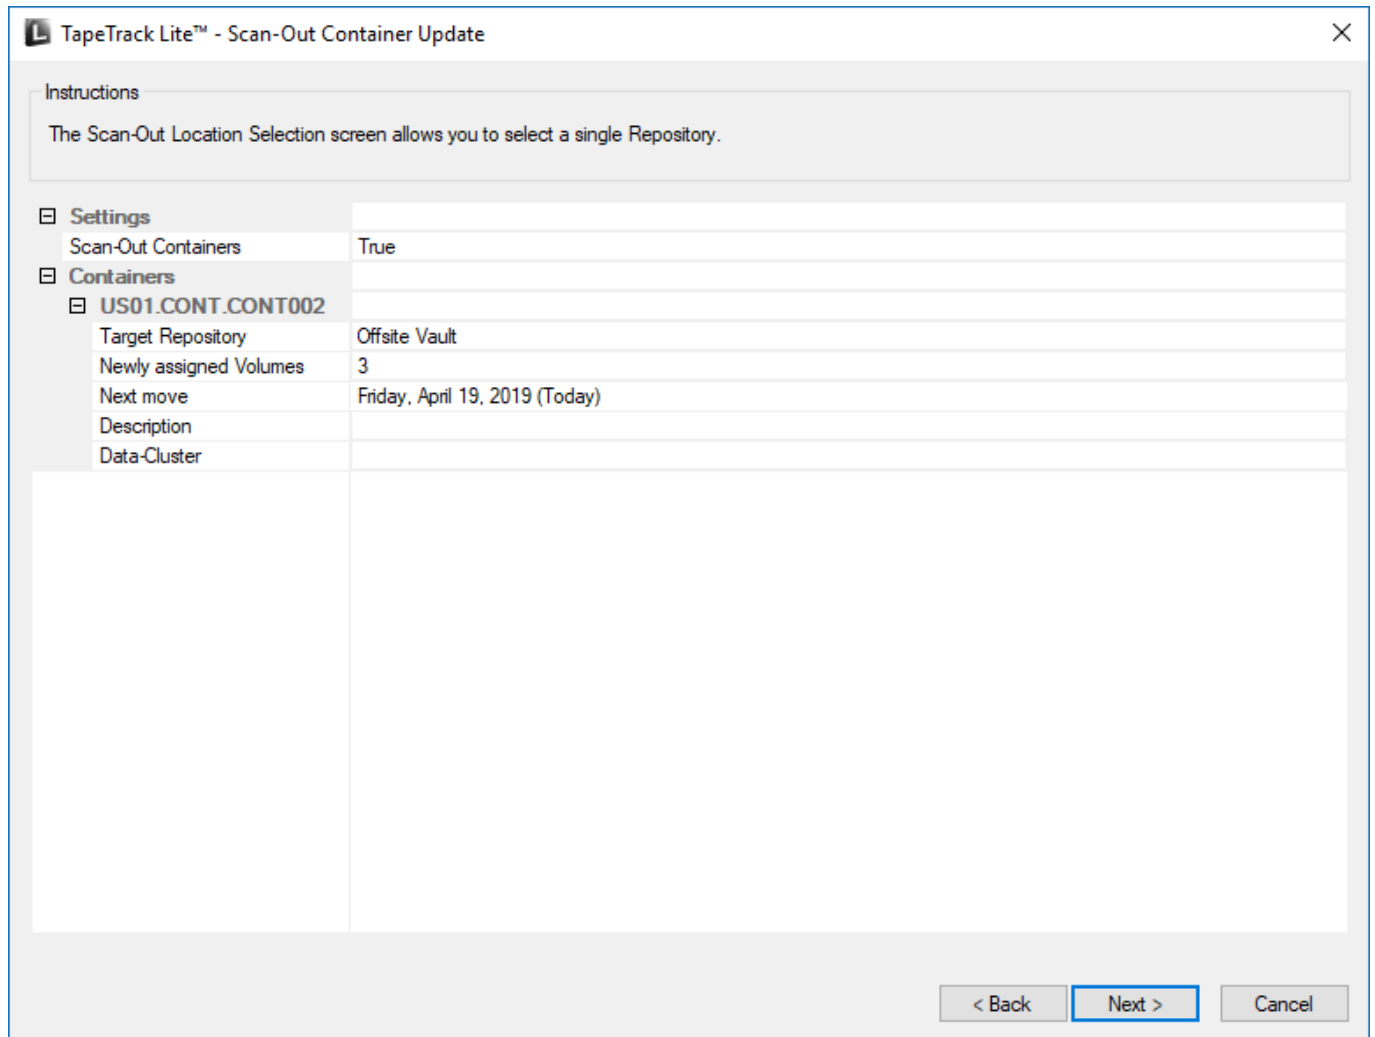 L TapeTrack Lite™ - Scan-Out Container Update
Instructions
The Scan-Out Location Selection screen allows you to select a single Repository.
Settings
Scan-Out Containers True
Containers
US01.CONT.CONT002
Target Repository Offsite Vault
Newly assigned Volumes 3
Next move Friday, April 19, 2019 (Today)
Description
Data-Cluster
< Back Next > Cancel